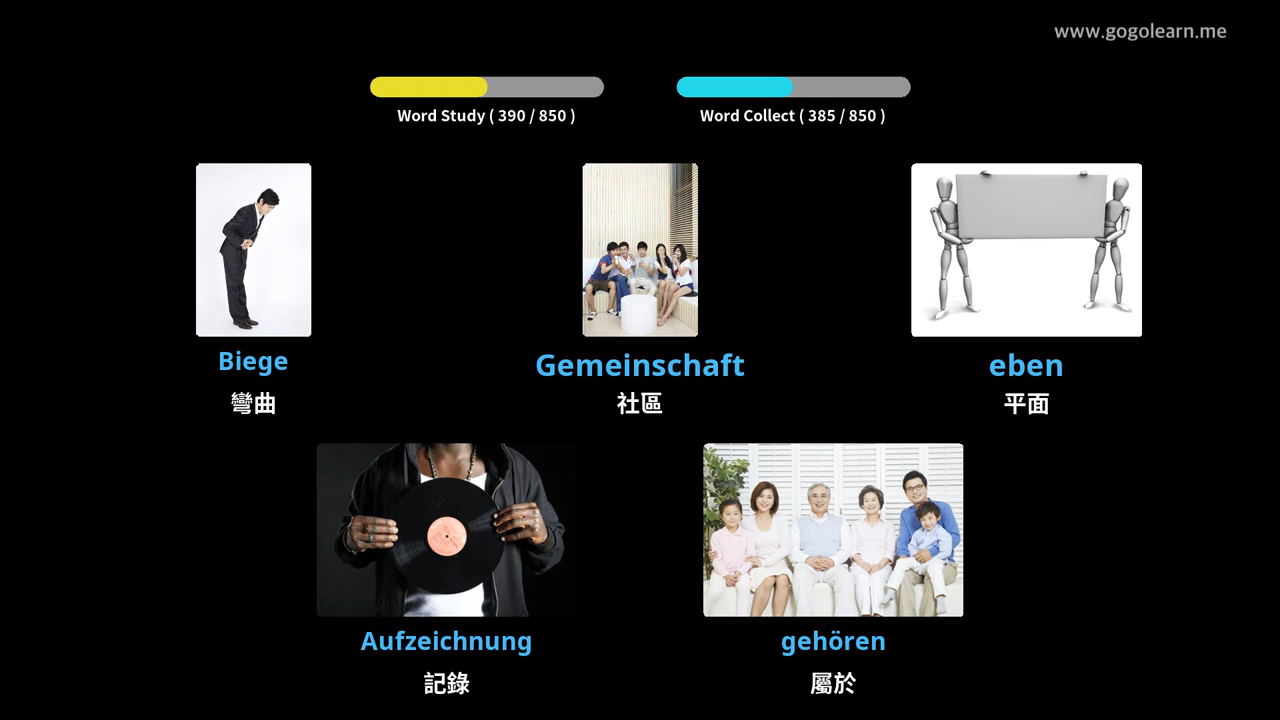 www.gogolearn.me
Word Study ( 390 / 850 )
Word Collect ( 385 / 850 )
Biege
彎曲
Gemeinschaft
社區
eben
平面
Aufzeichnung
記錄
gehören
屬於